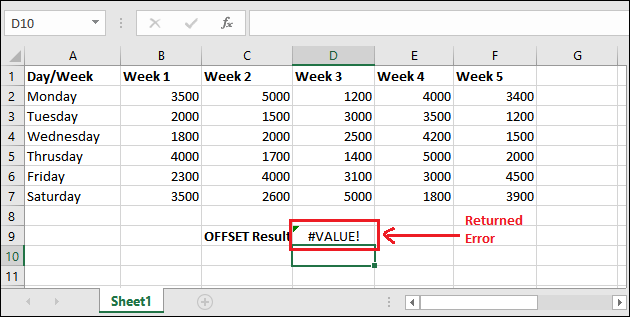 D10
fx
A B C D E F G
1 Day/Week Week 1 Week 2 Week 3 Week 4 Week 5
2 Monday 3500 5000 1200 4000 3400
3 Tuesday 2000 1500 3000 3500 1200
4 Wednesday 1800 2000 2500 4200 1500
5 Thrusday 4000 1700 1400 5000 2000
6 Friday 2300 4000 3100 3000 4500
7 Saturday 3500 2600 5000 1800 3900
8 Returned
9 OFFSET Result #VALUE! Error
10
11
Sheet1